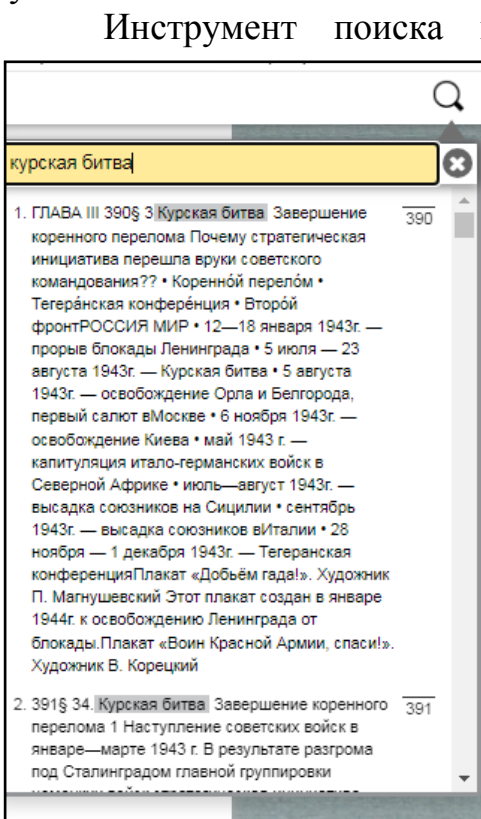 Инструмент поиска
курская битва
1. ГЛАВА III 390§ 3 Курская битва Завершение
390
коренного перелома Почему стратегическая
инициатива перешла вруки советского
командования?? • Коренно́й перело́м •
Тегера́нская конфере́нция • Второ́й
фронтРОССИЯ МИР • 12—18 января 1943г. —
прорыв блокады Ленинграда • 5 июля — 23
августа 1943г. — Курская битва • 5 августа
1943г. — освобождение Орла и Белгорода,
первый салют вМоскве • 6 ноября 1943г. —
освобождение Киева • май 1943 г. —
капитуляция итало-германских войск в
Северной Африке • июль—август 1943г. —
высадка союзников на Сицилии • сентябрь
1943г. — высадка союзников вИталии • 28
ноября — 1 декабря 1943г. — Тегеранская
конференцияПлакат «Добьём гада!». Художник
П. Магнушевский Этот плакат создан в январе
1944г. к освобождению Ленинграда от
блокады.Плакат «Воин Красной Армии, спаси!».
Художник В. Корецкий
2. 391§ 34. Курская битва Завершение коренного
391
перелома 1 Наступление советских войск в
январе—марте 1943 г. В результате разгрома
под Сталинградом главной группировки